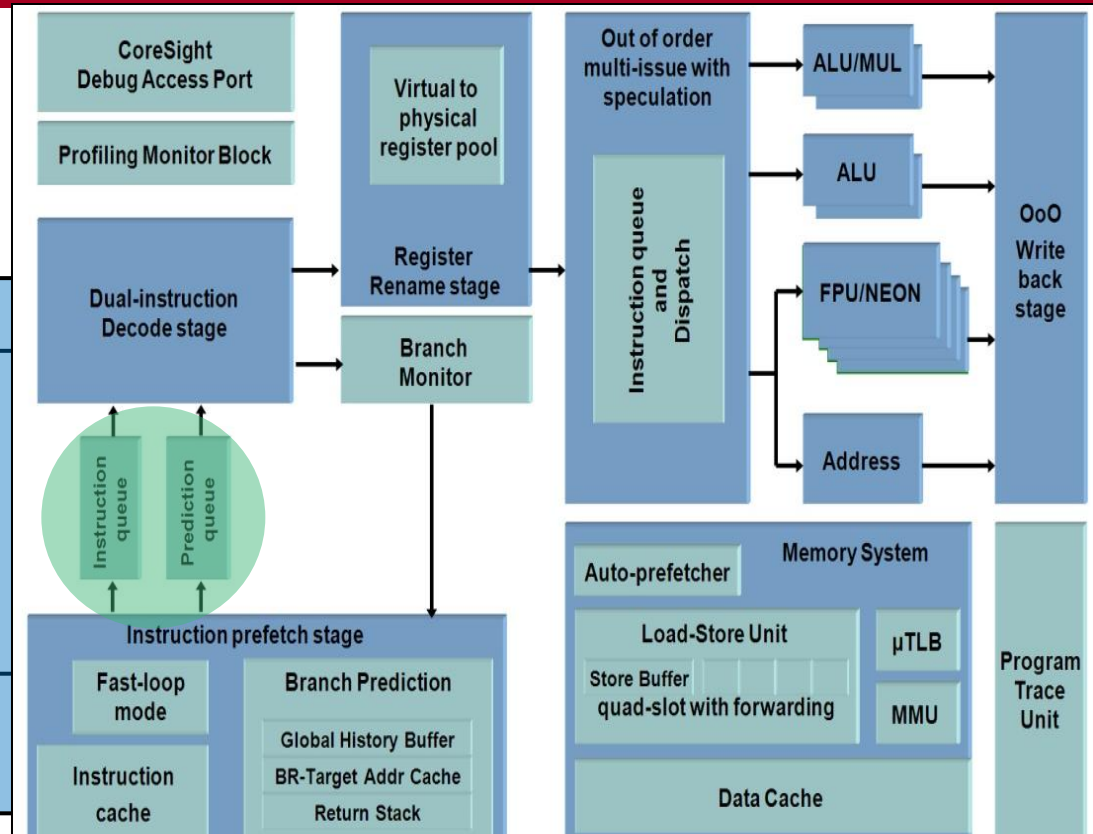 CoreSight
Debug Access Port
Profiling Monitor Block
Virtual to
physical
register pool
Register
Rename stage
Dual-instruction
Decode stage
Branch
Monitor
Instruction
queue
Prediction
queue
Out of order
multi-issue with
speculation
Instruction queue
and
Dispatch
ALU/MUL
ALU
FPU/NEON
Address
OoO
Write
back
stage
Instruction prefetch stage
Fast-loop
mode
Instruction
cache
Branch Prediction
Global History Buffer
BR-Target Addr Cache
Return Stack
Memory System
Auto-prefetcher
Load-Store Unit
Store Buffer
quad-slot with forwarding
µTLB
MMU
Data Cache
Program
Trace
Unit